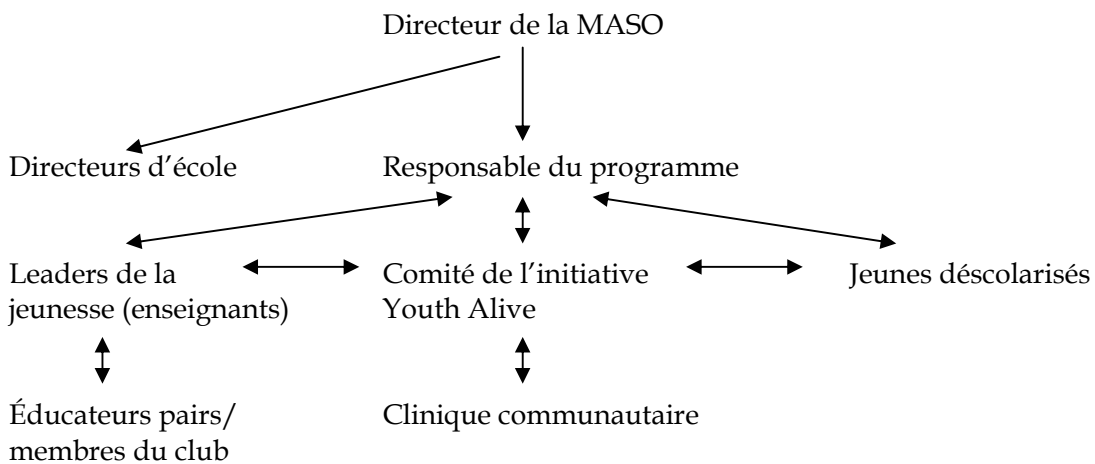 Directeur de la MASO
Directeurs d’école
Responsable du programme
Leaders de la
jeunesse (enseignants)
Comité de l’initiative
Youth Alive
Jeunes déscolarisés
Éducateurs pairs/
membres du club
Clinique communautaire